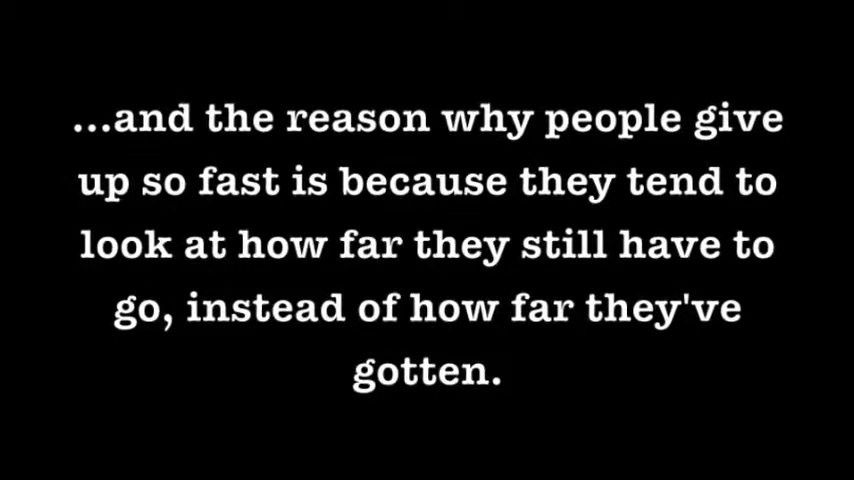 ...and the reason why people give
up so fast is because they tend to
look at how far they still have to
go, instead of how far they've
gotten.